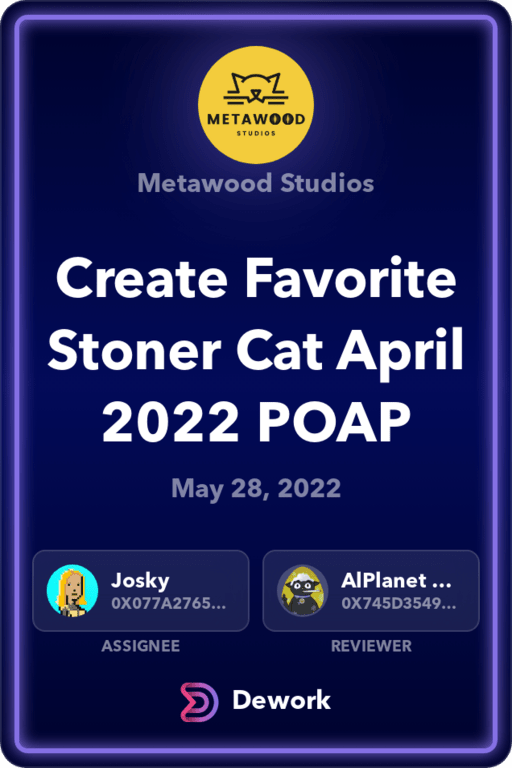 METAWOOD
STUDIOS
Metawood Studios
Create Favorite
Stoner Cat April
2022 POAP
May 28, 2022
Josky
0X077A2765...
AlPlanet ...
0X745D3549...
ASSIGNEE
REVIEWER
Dework